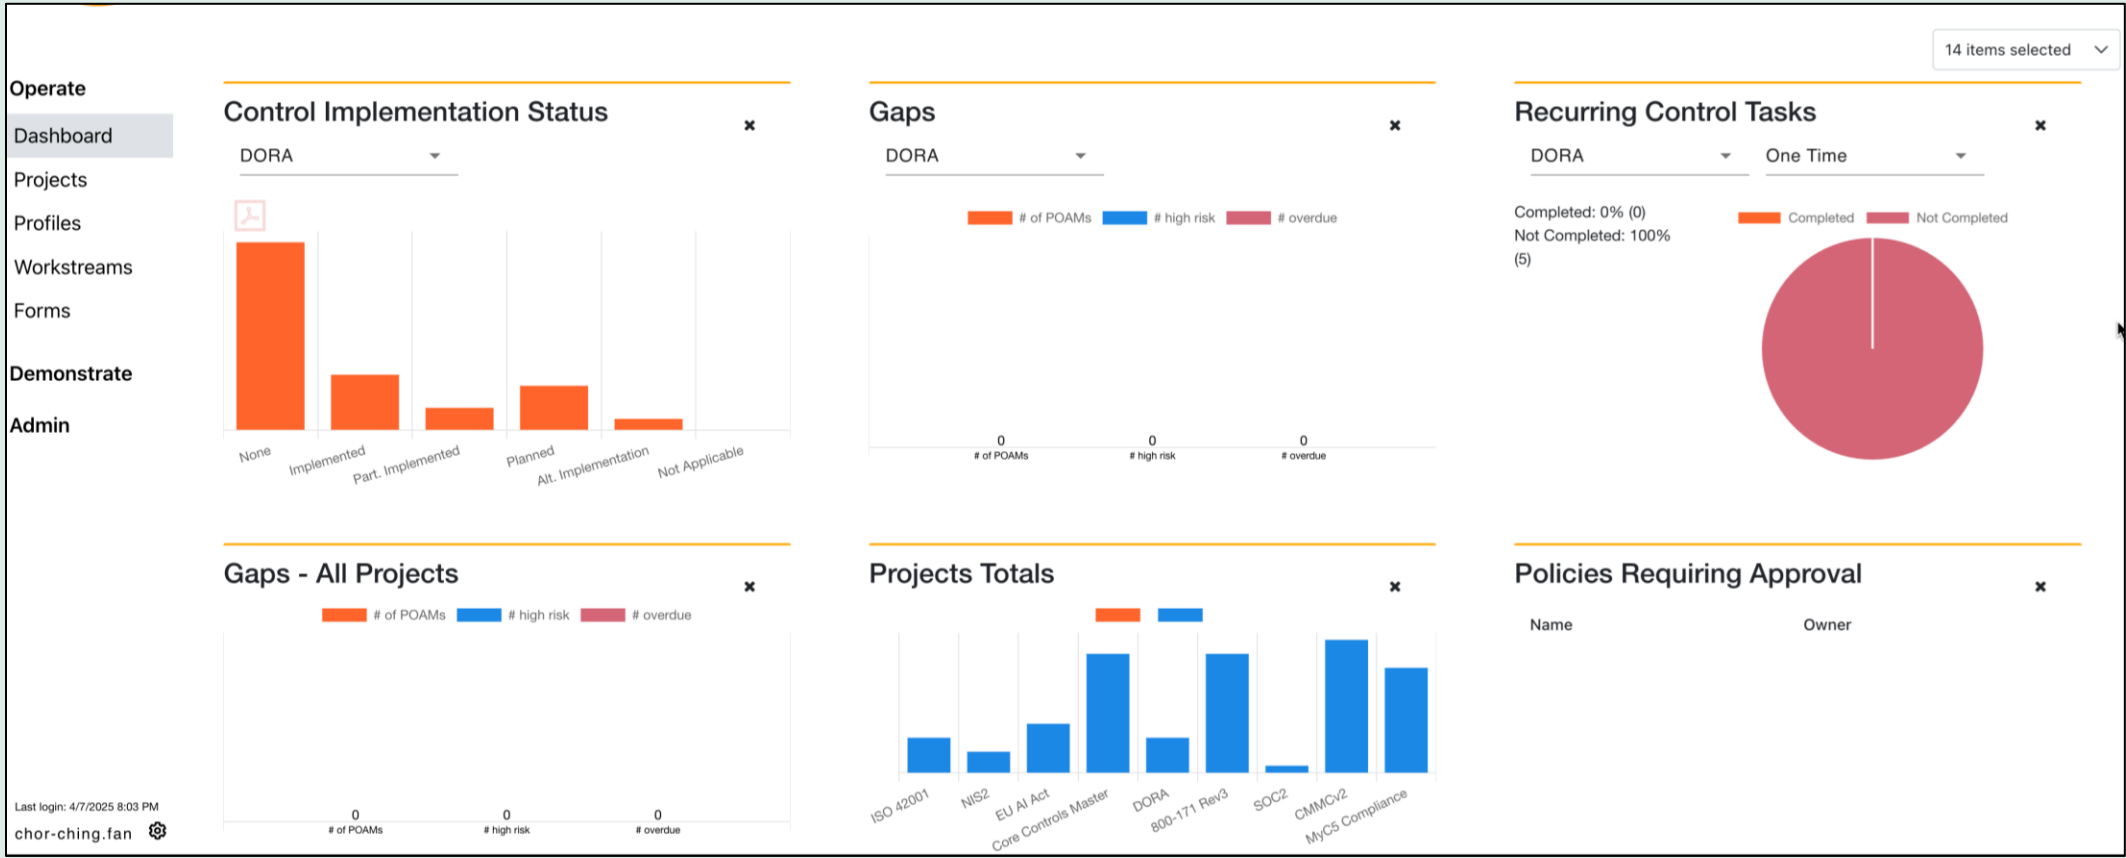 14 items selected
Operate
Dashboard
Projects
Profiles
Workstreams
Forms
Demonstrate
Admin
Last login: 4/7/2025 8:03 PM
chor-ching.fan
Control Implementation Status
DORA
None
Implemented
Part. Implemented
Planned
Alt. Implementation
Not Applicable
Gaps
DORA
# of POAMs # high risk # overdue
0 0 0
# of POAMs # high risk # overdue
Recurring Control Tasks
DORA One Time
Completed: 0% (0)
Not Completed: 100%
(5)
Completed Not Completed
Gaps - All Projects
# of POAMs # high risk # overdue
0 0 0
# of POAMs # high risk # overdue
Projects Totals
ISO 42001
NIS2
EU AI Act
Core Controls Master
DORA
800-171 Rev3
SOC2
CMMCv2
MyC5 Compliance
Policies Requiring Approval
Name Owner